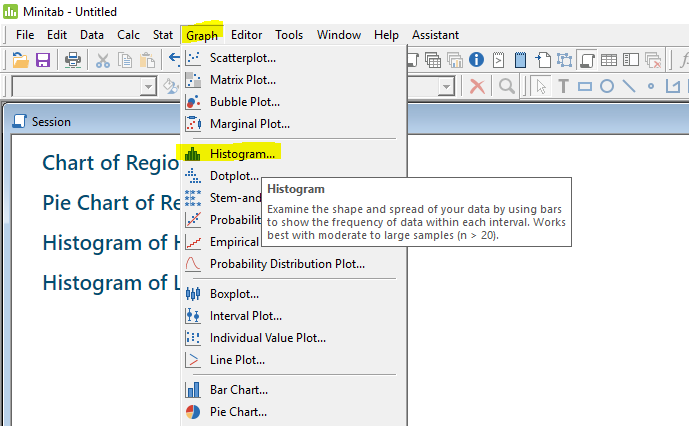 Minitab - Untitled
File Edit Data Calc Stat Graph Editor Tools Window Help Assistant
Scatterplot...
Matrix Plot...
Bubble Plot...
Marginal Plot...
Session
Chart of Regio
Histogram...
Dotplot...
Histogram
Pie Chart of Re
Stem-and
Examine the shape and spread of your data by using bars
Probabilit
to show the frequency of data within each interval. Works
Histogram of H
Empirical
best with moderate to large samples (n > 20).
Probability Distribution Plot...
Histogram of L
Boxplot...
Interval Plot...
Individual Value Plot...
Line Plot...
Bar Chart...
Pie Chart...